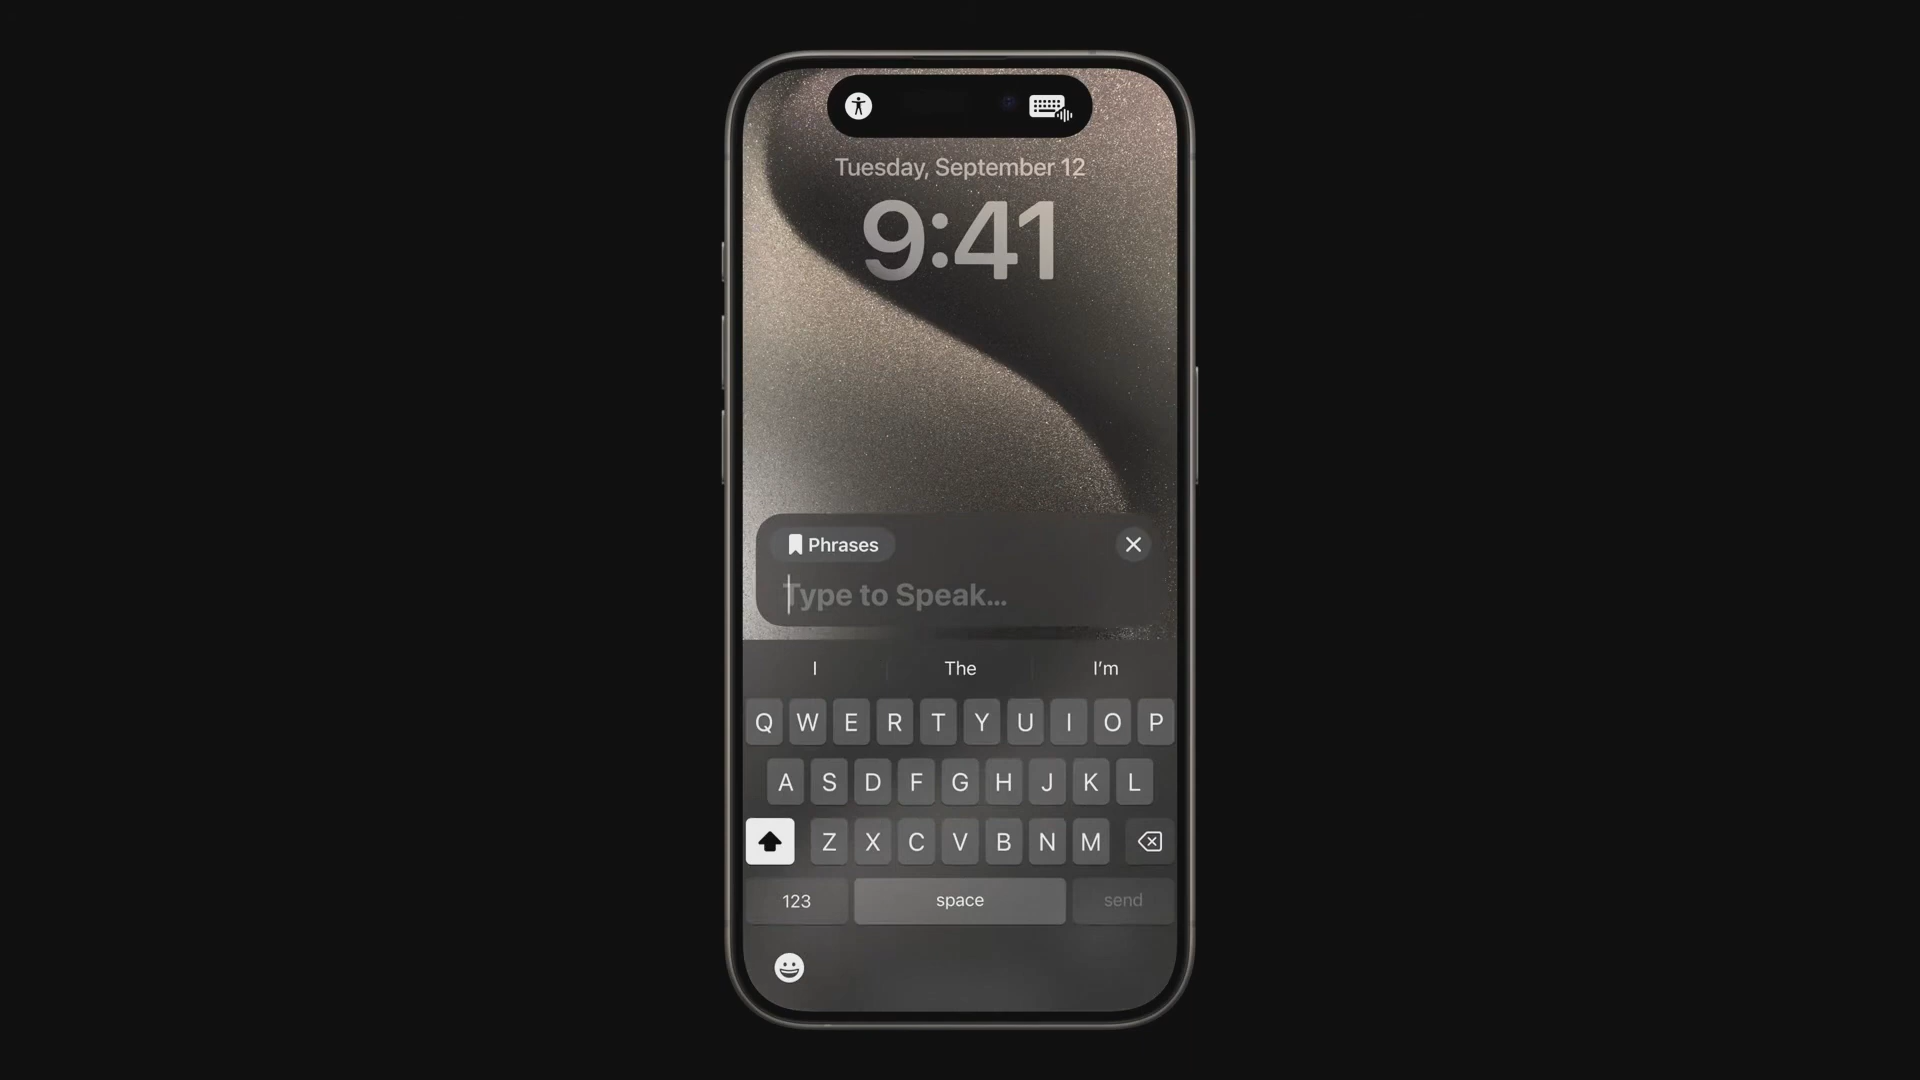 Tuesday, September 12
9:41
Phrases
Type to Speak...
I The I'm
Q W E R T Y U I O P
A S D F G H J K L
Z X C V B N M
123 space send